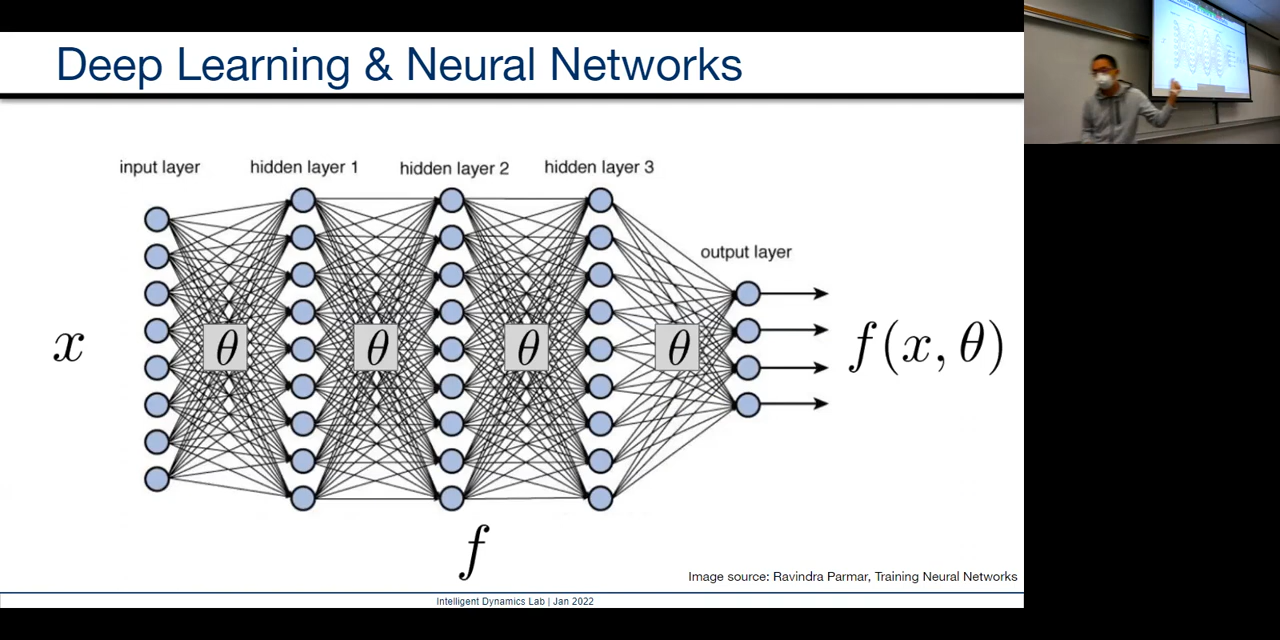 Deep Learning & Neural Networks
input layer
hidden layer 1
hidden layer 2
hidden layer 3
output layer
x
θ
θ
θ
θ
f(x, θ)
f
Image source: Ravindra Parmar, Training Neural Networks
Intelligent Dynamics Lab | Jan 2022